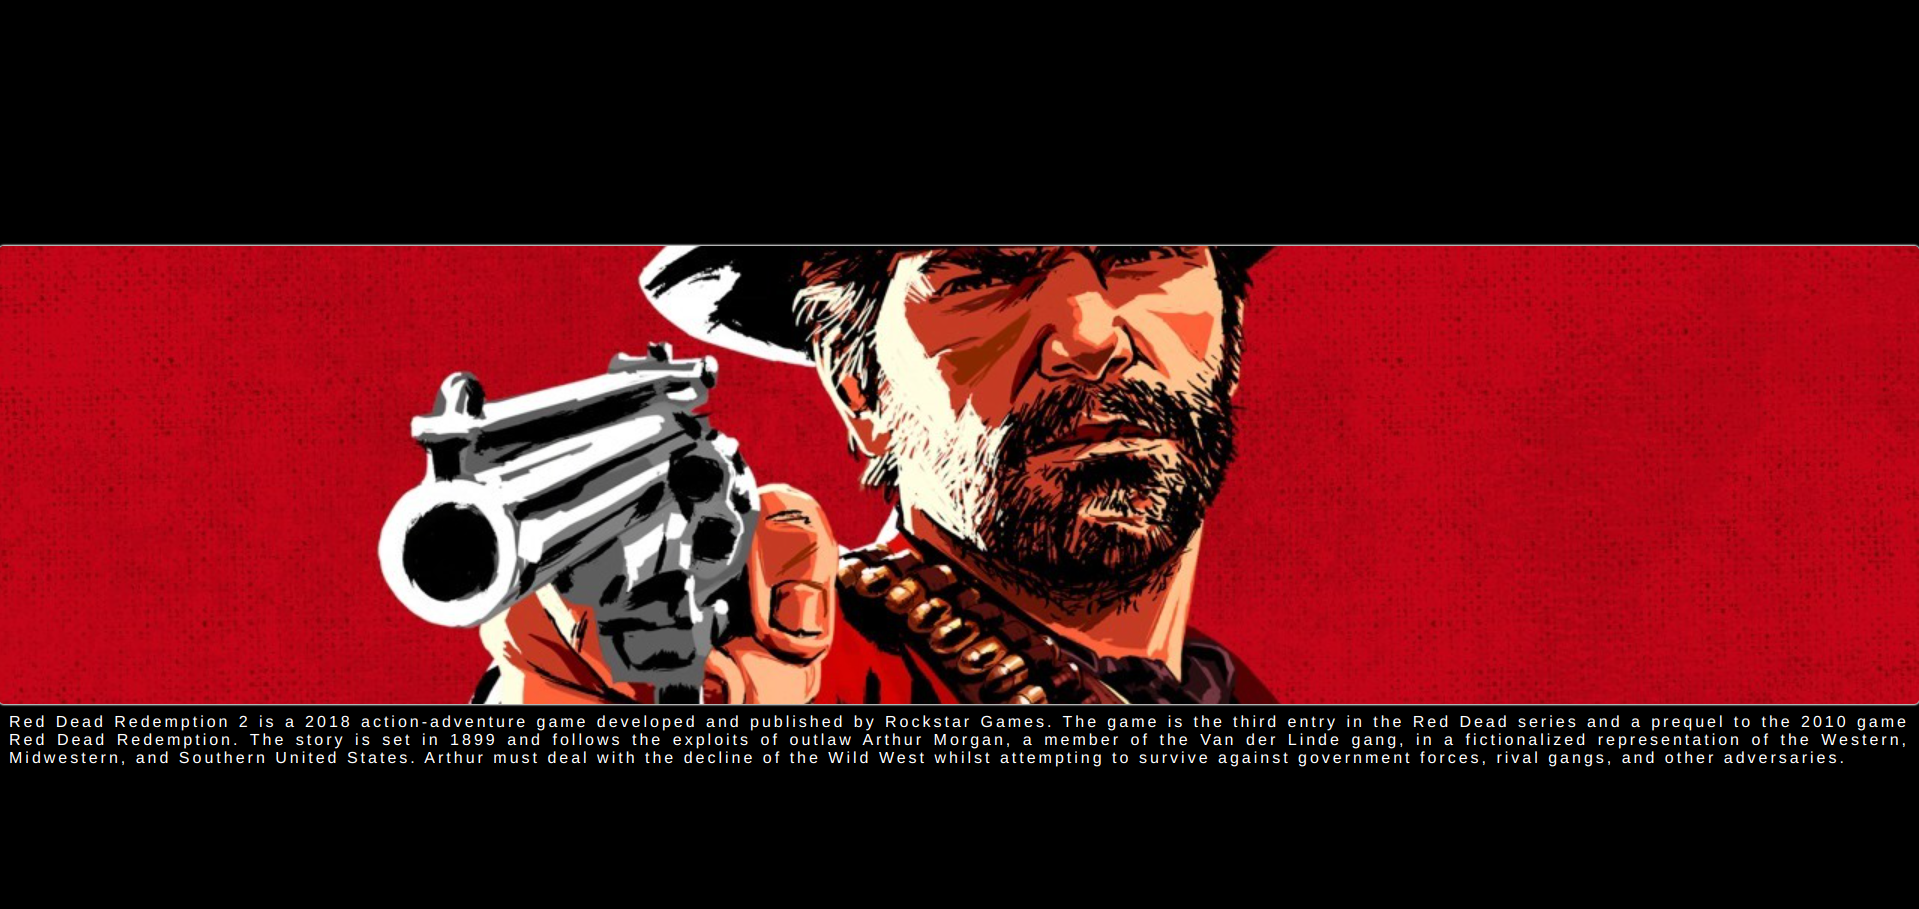 Red Dead Redemption 2 is a 2018 action-adventure game developed and published by Rockstar Games. The game is the third entry in the Red Dead series and a prequel to the 2010 game
Red Dead Redemption. The story is set in 1899 and follows the exploits of outlaw Arthur Morgan, a member of the Van der Linde gang, in a fictionalized representation of the Western,
Midwestern, and Southern United States. Arthur must deal with the decline of the Wild West whilst attempting to survive against government forces, rival gangs, and other adversaries.